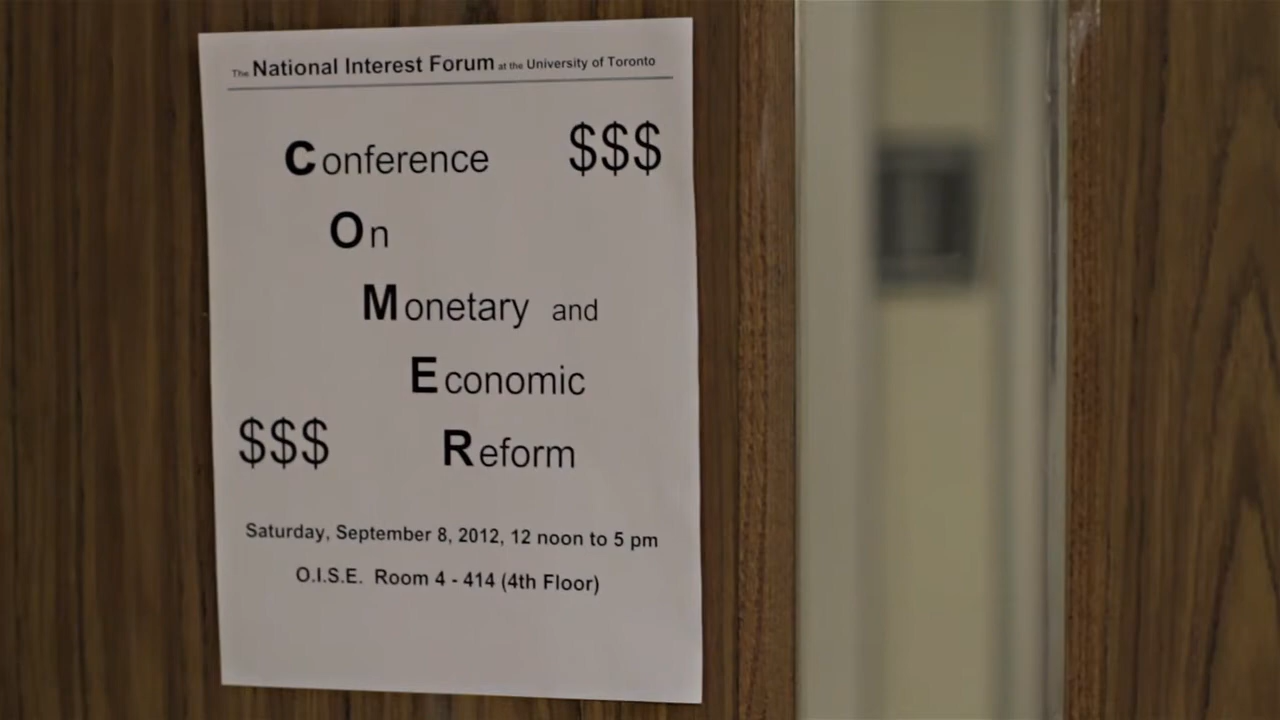 The National Interest Forum at the University of Toronto
Conference $$$
On
Monetary and
Economic
$$$ Reform
Saturday, September 8, 2012, 12 noon to 5 pm
O.I.S.E. Room 4 - 414 (4th Floor)